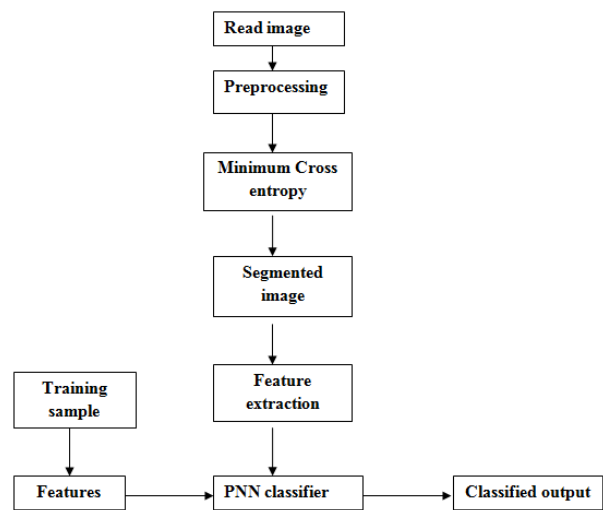 Read image
Preprocessing
Minimum Cross
entropy
Segmented
image
Feature
extraction
Training
sample
Features
PNN classifier
Classified output